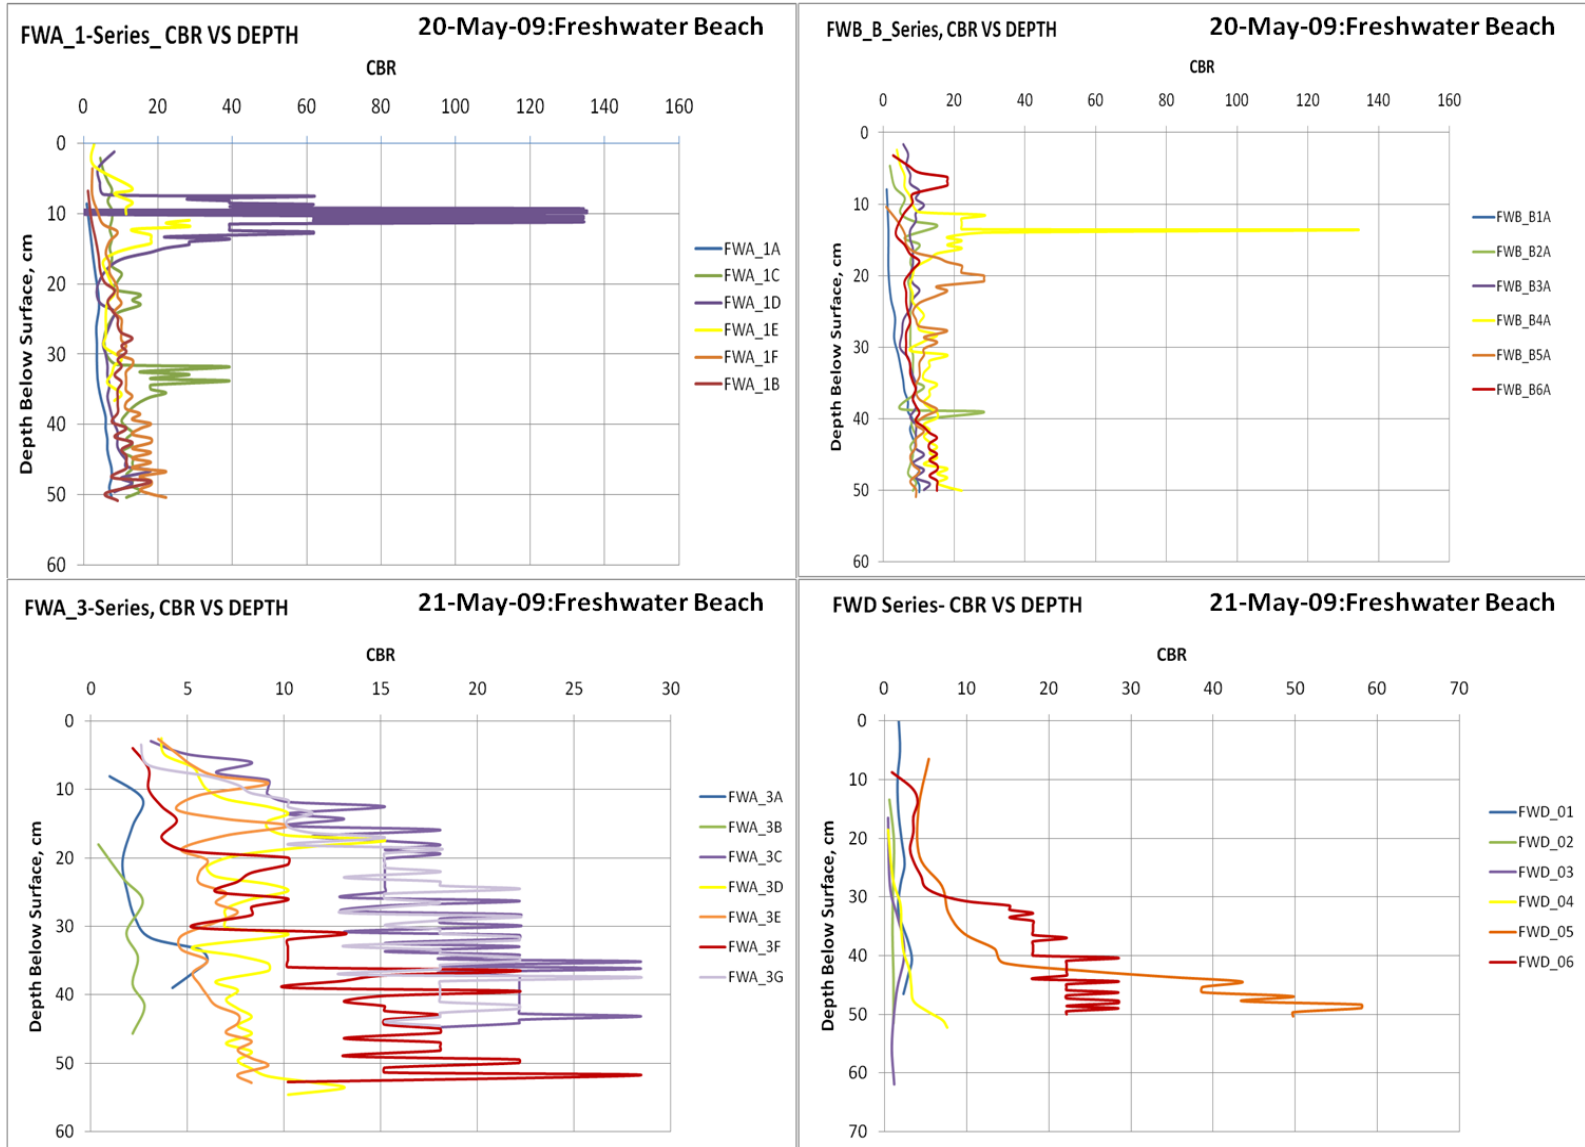 FWA_1-Series_ CBR VS DEPTH
20-May-09:Freshwater Beach
CBR
0 20 40 60 80 100 120 140 160
0
10
20
30
40
50
60
Depth Below Surface, cm
FWA_1A
FWA_1C
FWA_1D
FWA_1E
FWA_1F
FWA_1B
FWB_B_Series, CBR VS DEPTH
20-May-09:Freshwater Beach
CBR
0 20 40 60 80 100 120 140 160
0
10
20
30
40
50
60
Depth Below Surface, cm
FWB_B1A
FWB_B2A
FWB_B3A
FWB_B4A
FWB_B5A
FWB_B6A
FWA_3-Series, CBR VS DEPTH
21-May-09:Freshwater Beach
CBR
0 5 10 15 20 25 30
0
10
20
30
40
50
60
Depth Below Surface, cm
FWA_3A
FWA_3B
FWA_3C
FWA_3D
FWA_3E
FWA_3F
FWA_3G
FWD Series- CBR VS DEPTH
21-May-09:Freshwater Beach
CBR
0 10 20 30 40 50 60 70
0
10
20
30
40
50
60
70
Depth Below Surface, cm
FWD_01
FWD_02
FWD_03
FWD_04
FWD_05
FWD_06